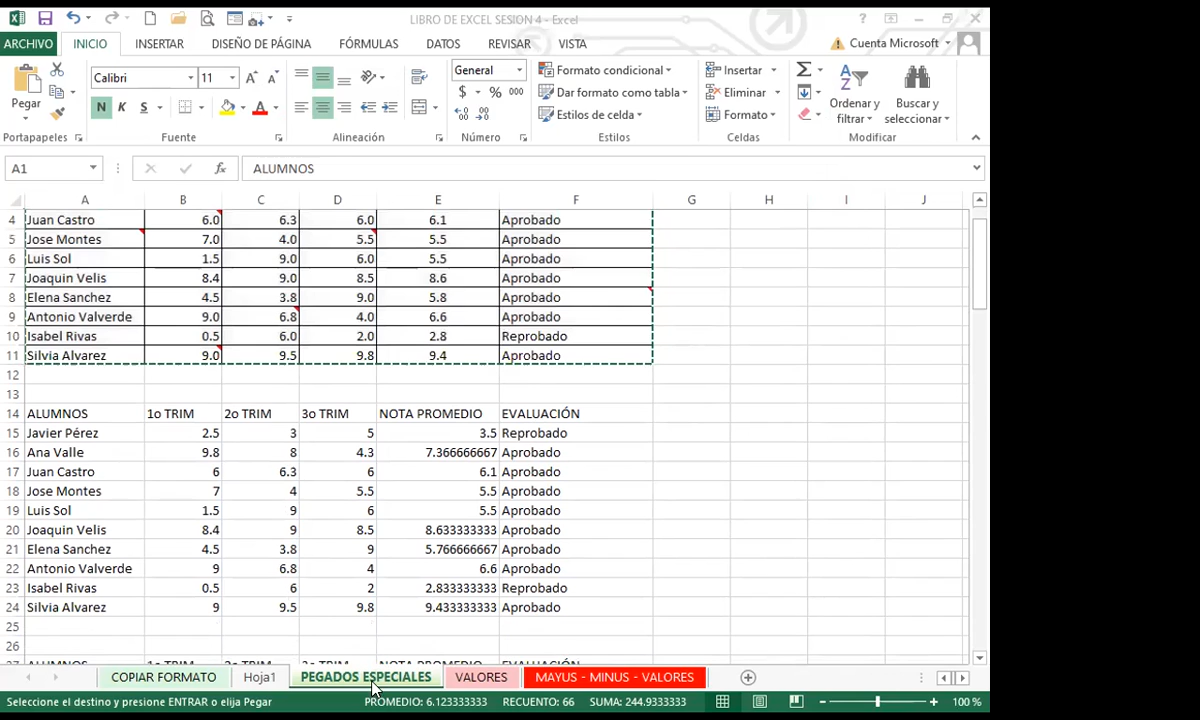 LIBRO DE EXCEL SESION 4 - Excel
ARCHIVO INICIO INSERTAR DISEÑO DE PÁGINA FÓRMULAS DATOS REVISAR VISTA Cuenta Microsoft
Calibri 11 General Formato condicional Insertar
Pegar N K S $ % 000 Dar formato como tabla Eliminar Ordenar y filtrar Buscar y seleccionar
Estilos de celda Formato
Portapapeles Fuente Alineación Número Estilos Celdas Modificar
A1 fx ALUMNOS
A B C D E F G H I J
4 Juan Castro 6.0 6.3 6.0 6.1 Aprobado
5 Jose Montes 7.0 4.0 5.5 5.5 Aprobado
6 Luis Sol 1.5 9.0 6.0 5.5 Aprobado
7 Joaquin Velis 8.4 9.0 8.5 8.6 Aprobado
8 Elena Sanchez 4.5 3.8 9.0 5.8 Aprobado
9 Antonio Valverde 9.0 6.8 4.0 6.6 Aprobado
10 Isabel Rivas 0.5 6.0 2.0 2.8 Reprobado
11 Silvia Alvarez 9.0 9.5 9.8 9.4 Aprobado
12
13
14 ALUMNOS 1o TRIM 2o TRIM 3o TRIM NOTA PROMEDIO EVALUACIÓN
15 Javier Pérez 2.5 3 5 3.5 Reprobado
16 Ana Valle 9.8 8 4.3 7.366666667 Aprobado
17 Juan Castro 6 6.3 6 6.1 Aprobado
18 Jose Montes 7 4 5.5 5.5 Aprobado
19 Luis Sol 1.5 9 6 5.5 Aprobado
20 Joaquin Velis 8.4 9 8.5 8.633333333 Aprobado
21 Elena Sanchez 4.5 3.8 9 5.766666667 Aprobado
22 Antonio Valverde 9 6.8 4 6.6 Aprobado
23 Isabel Rivas 0.5 6 2 2.833333333 Reprobado
24 Silvia Alvarez 9 9.5 9.8 9.433333333 Aprobado
25
26
27 ALUMNOS 1o TRIM 2o TRIM 3o TRIM NOTA PROMEDIO EVALUACIÓN
COPIAR FORMATO Hoja1 PEGADOS ESPECIALES VALORES MAYUS - MINUS - VALORES
Seleccione el destino y presione ENTRAR o elija Pegar PROMEDIO: 6.123333333 RECUENTO: 66 SUMA: 244.9333333 100 %